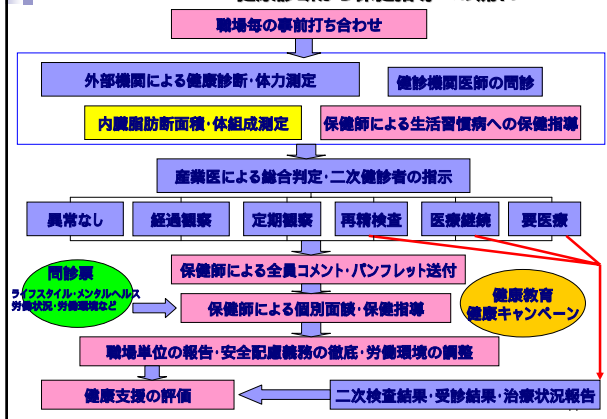 職場毎の事前打ち合わせ
外部機関による健康診断・体力測定
健診機関医師の問診
内臓脂肪断面積・体組成測定
保健師による生活習慣病への保健指導
産業医による総合判定・二次健診者の指示
異常なし
経過観察
定期観察
再精検査
医療継続
要医療
保健師による全員コメント・パンフレット送付
問診票
ライフスタイル・メンタルヘルス
労働状況・労働環境など
保健師による個別面談・保健指導
健康教育
健康キャンペーン
職場単位の報告・安全配慮義務の徹底・労働環境の調整
健康支援の評価
二次検査結果・受診結果・治療状況報告